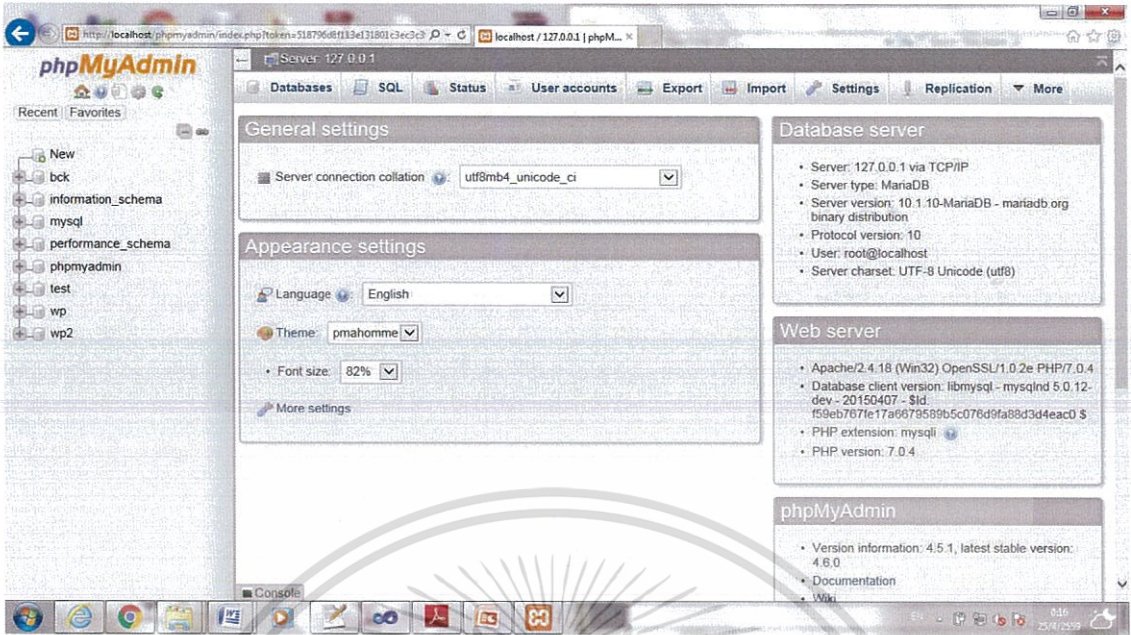 http://localhost/phpmyadmin/index.php?token=
localhost / 127.0.0.1 | phpM...
phpMyAdmin
Recent Favorites
New
bck
information_schema
mysql
performance_schema
phpmyadmin
test
wp
wp2
Server: 127.0.0.1
Databases SQL Status User accounts Export Import Settings Replication More
General settings
Server connection collation : utf8mb4_unicode_ci
Appearance settings
Language : English
Theme: pmahomme
• Font size: 82%
More settings
Console
Database server
• Server: 127.0.0.1 via TCP/IP
• Server type: MariaDB
• Server version: 10.1.10-MariaDB - mariadb.org
binary distribution
• Protocol version: 10
• User: root@localhost
• Server charset: UTF-8 Unicode (utf8)
Web server
• Apache/2.4.18 (Win32) OpenSSL/1.0.2e PHP/7.0.4
• Database client version: libmysql - mysqlnd 5.0.12-
dev - 20150407 - $Id:
f59eb767fe17a6679589b5c076d9fa88d3d4eac0 $
• PHP extension: mysqli
• PHP version: 7.0.4
phpMyAdmin
• Version information: 4.5.1, latest stable version:
4.6.0
• Documentation
• Wiki
EN
0:16
25/4/2559